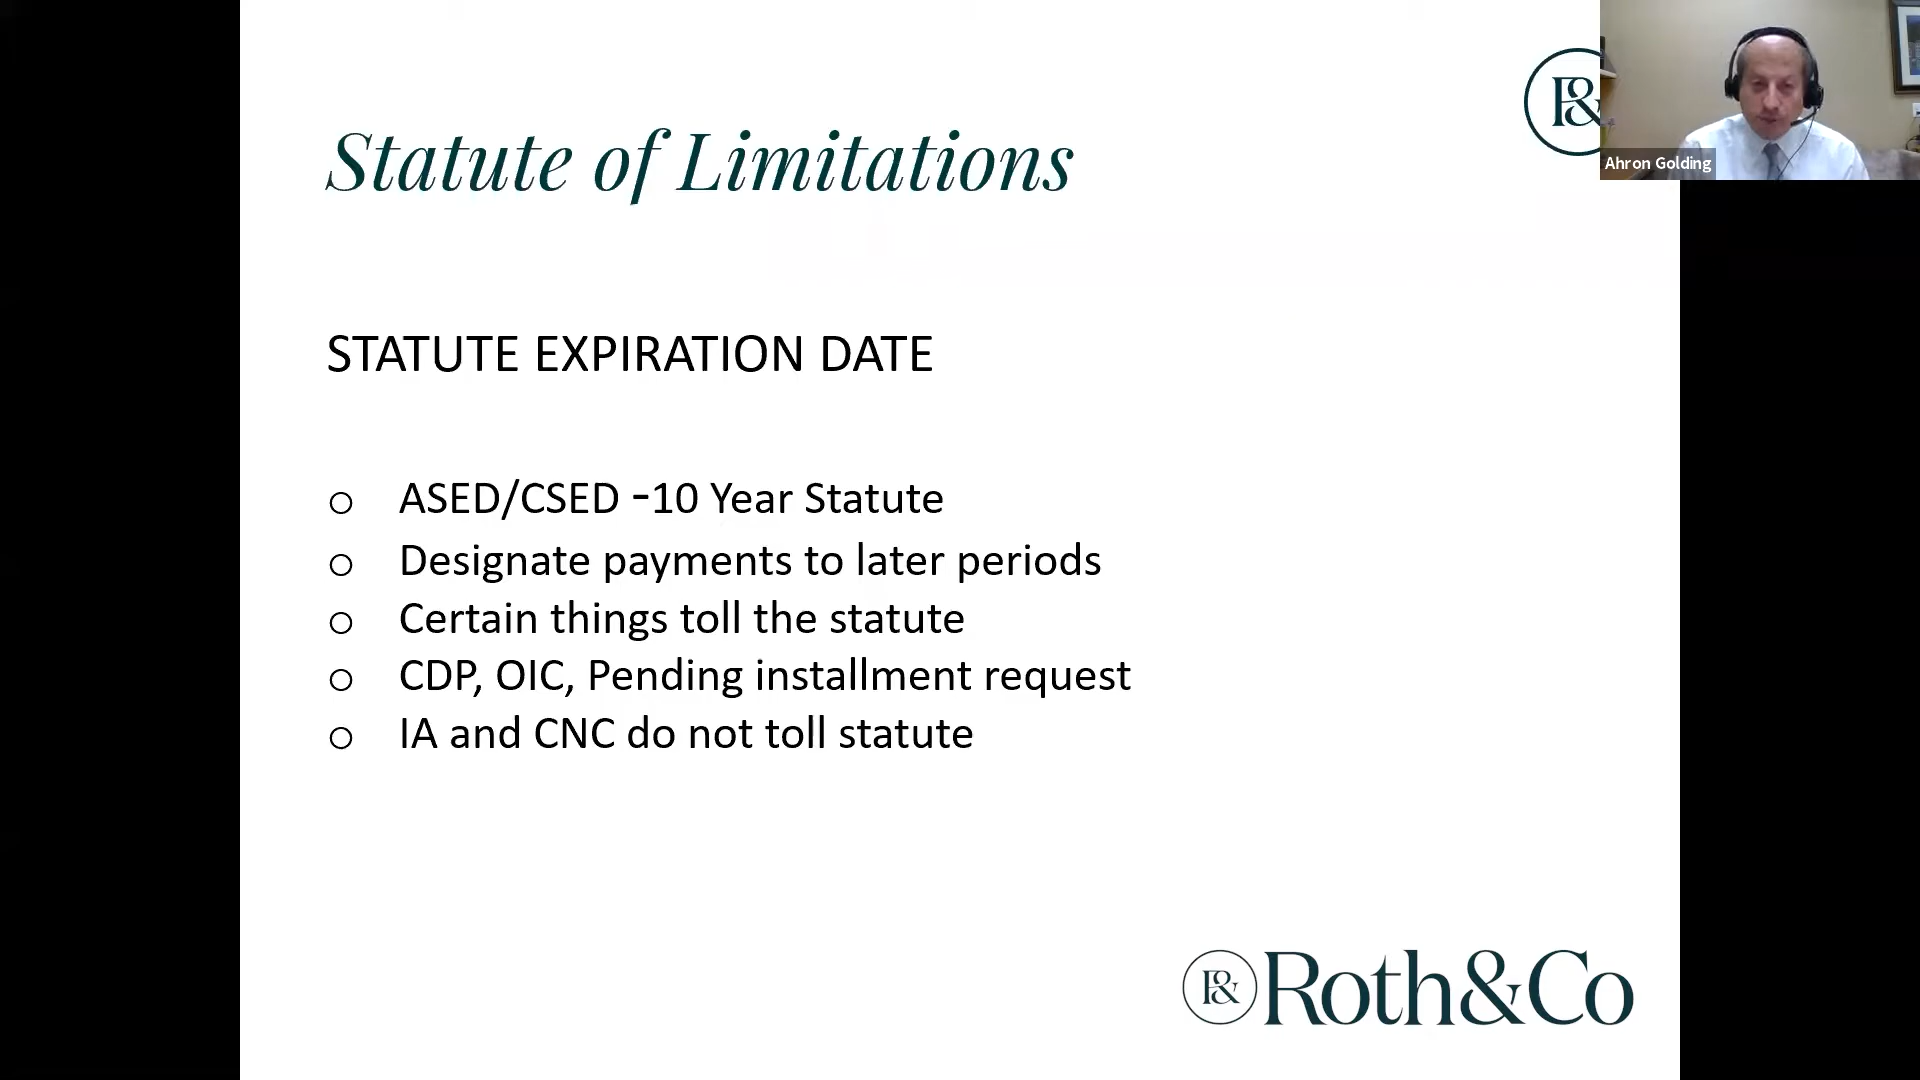 Statute of Limitations
R&
Ahron Golding
STATUTE EXPIRATION DATE
ASED/CSED -10 Year Statute
Designate payments to later periods
Certain things toll the statute
CDP, OIC, Pending installment request
IA and CNC do not toll statute
R& Roth&Co